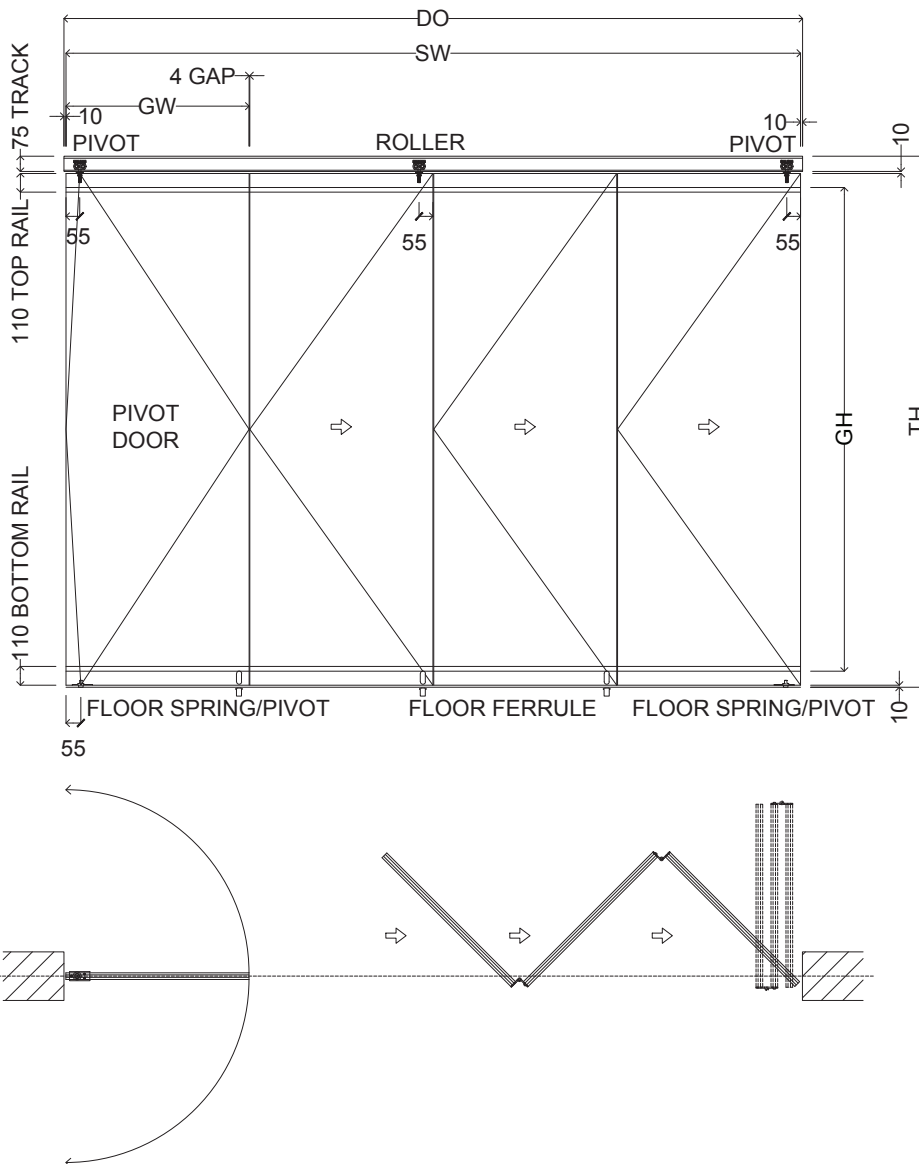 DO
SW
4 GAP
GW
10
10
10
75 TRACK
PIVOT
ROLLER
PIVOT
110 TOP RAIL
55
55
55
PIVOT
DOOR
GH
TH
110 BOTTOM RAIL
FLOOR SPRING/PIVOT
FLOOR FERRULE
FLOOR SPRING/PIVOT
10
55